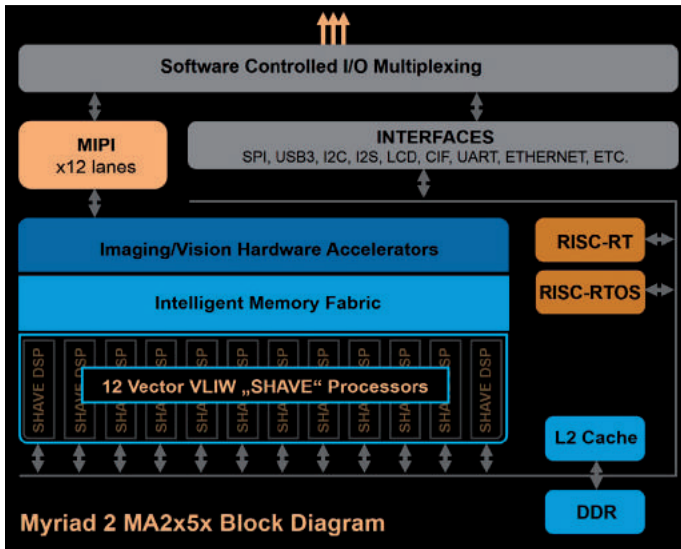 Software Controlled I/O Multiplexing
MIPI
x12 lanes
INTERFACES
SPI, USB3, I2C, I2S, LCD, CIF, UART, ETHERNET, ETC.
Imaging/Vision Hardware Accelerators
RISC-RT
Intelligent Memory Fabric
RISC-RTOS
SHAVE DSP
SHAVE DSP
SHAVE DSP
SHAVE DSP
SHAVE DSP
SHAVE DSP
SHAVE DSP
SHAVE DSP
SHAVE DSP
SHAVE DSP
SHAVE DSP
SHAVE DSP
12 Vector VLIW „SHAVE“ Processors
L2 Cache
DDR
Myriad 2 MA2x5x Block Diagram